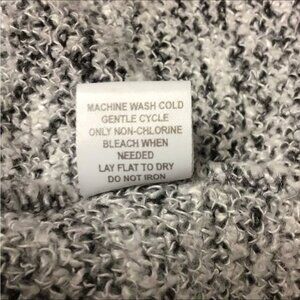 MACHINE WASH COLD
GENTLE CYCLE
ONLY NON-CHLORINE
BLEACH WHEN
NEEDED
LAY FLAT TO DRY
DO NOT IRON